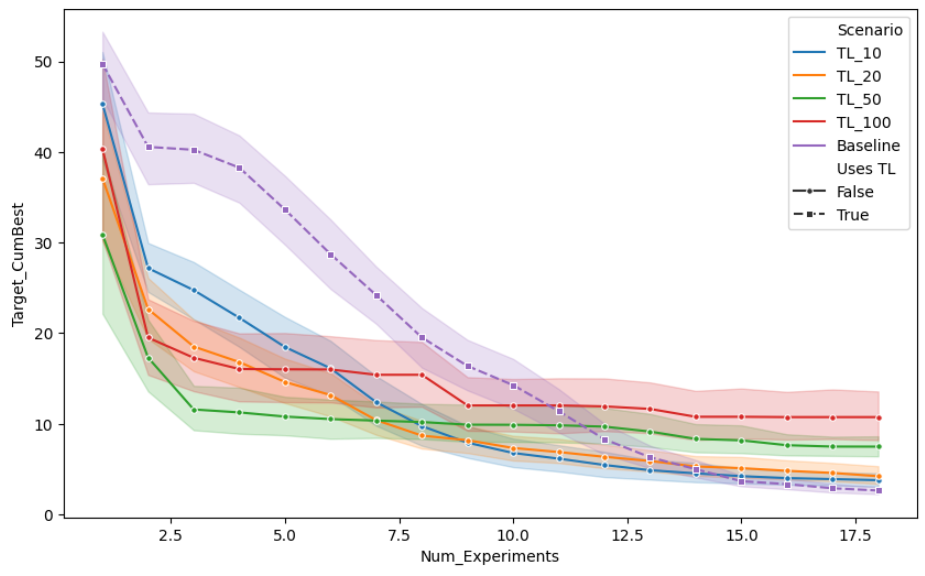 Scenario
TL_10
TL_20
TL_50
TL_100
Baseline
Uses TL
False
True
Target_CumBest
50
40
30
20
10
0
2.5 5.0 7.5 10.0 12.5 15.0 17.5
Num_Experiments